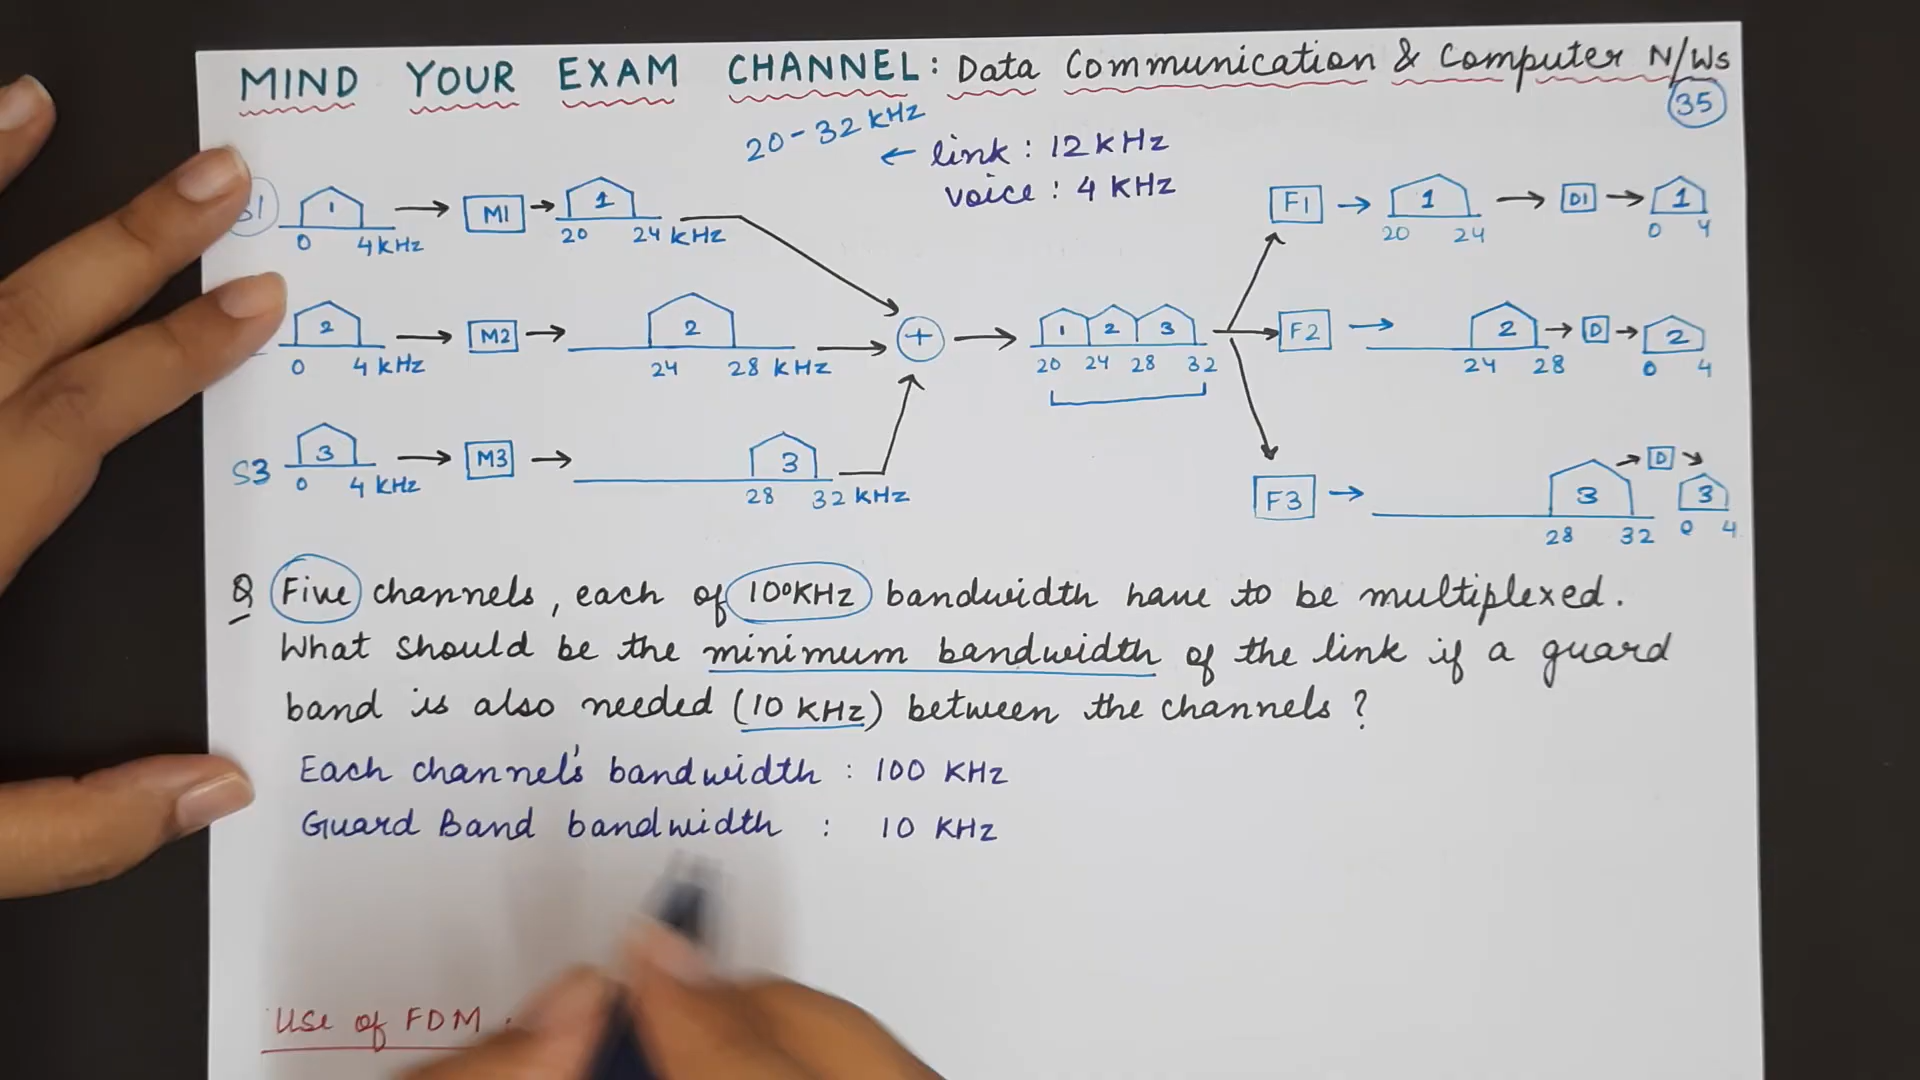 MIND YOUR EXAM CHANNEL: Data Communication & Computer N/Ws
35
20-32 KHz
← link: 12 KHz
voice: 4 KHz
1 → M1 → 1
0 4 KHz 20 24 KHz
F1 → 1 → D1 → 1
20 24 0 4
2 → M2 → 2
0 4 KHz 24 28 KHz
+ → 1 2 3
20 24 28 32
F2 → 2 → D → 2
24 28 0 4
S3 3 → M3 → 3
0 4 KHz 28 32 KHz
F3 → 3 → D 3
28 32 0 4
Q Five channels, each of 100KHz bandwidth have to be multiplexed.
What should be the minimum bandwidth of the link if a guard
band is also needed (10 KHz) between the channels?
Each channel's bandwidth : 100 KHz
Guard Band bandwidth : 10 KHz
Use of FDM